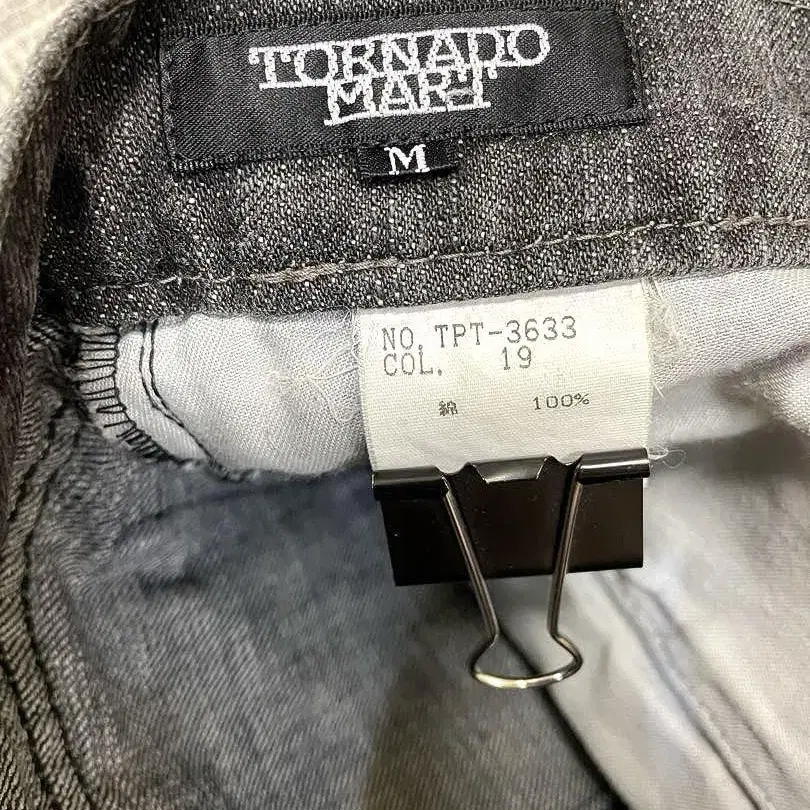 TORNADO
MART
M
NO. TPT-3633
COL. 19
綿 100%